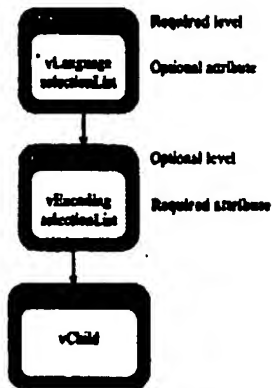 Required level
vLanguage
selectionList
Optional attribute
Optional level
vEncoding
selectionList
Required attribute
vChild